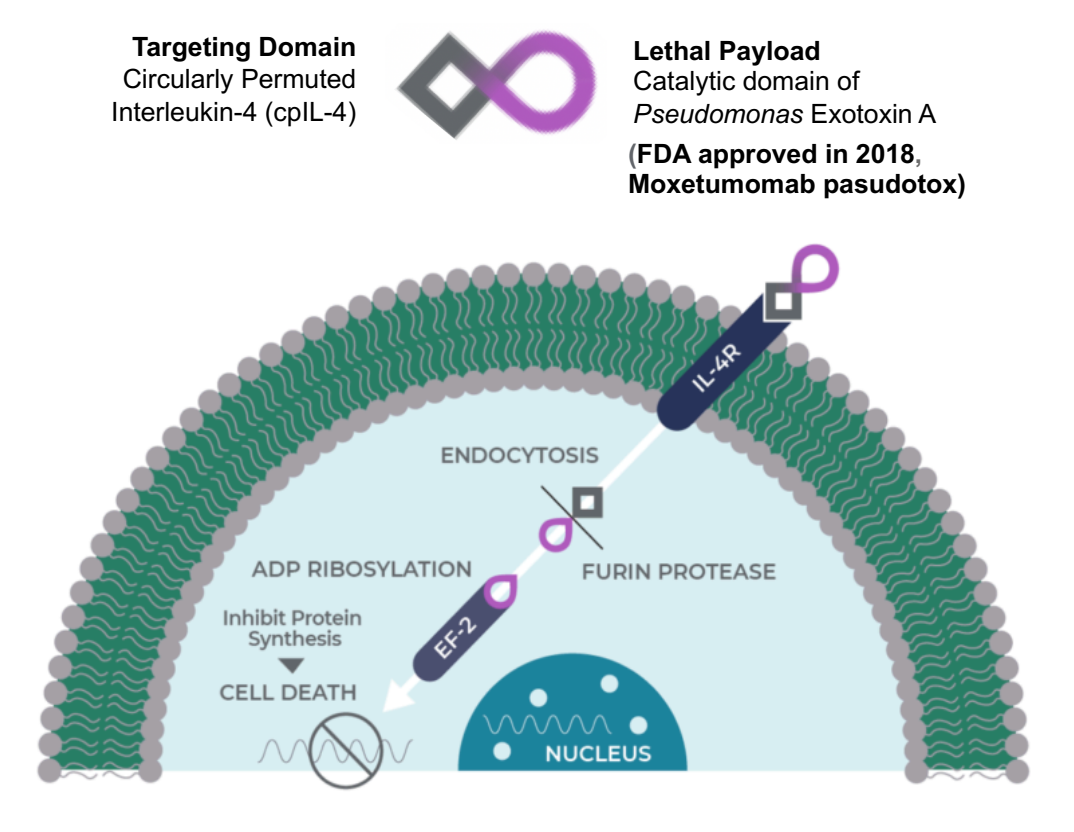 Targeting Domain
Circularly Permuted
Interleukin-4 (cpIL-4)
Lethal Payload
Catalytic domain of
Pseudomonas Exotoxin A
(FDA approved in 2018,
Moxetumomab pasudotox)
IL-4R
ENDOCYTOSIS
ADP RIBOSYLATION
FURIN PROTEASE
Inhibit Protein
Synthesis
EF-2
CELL DEATH
NUCLEUS